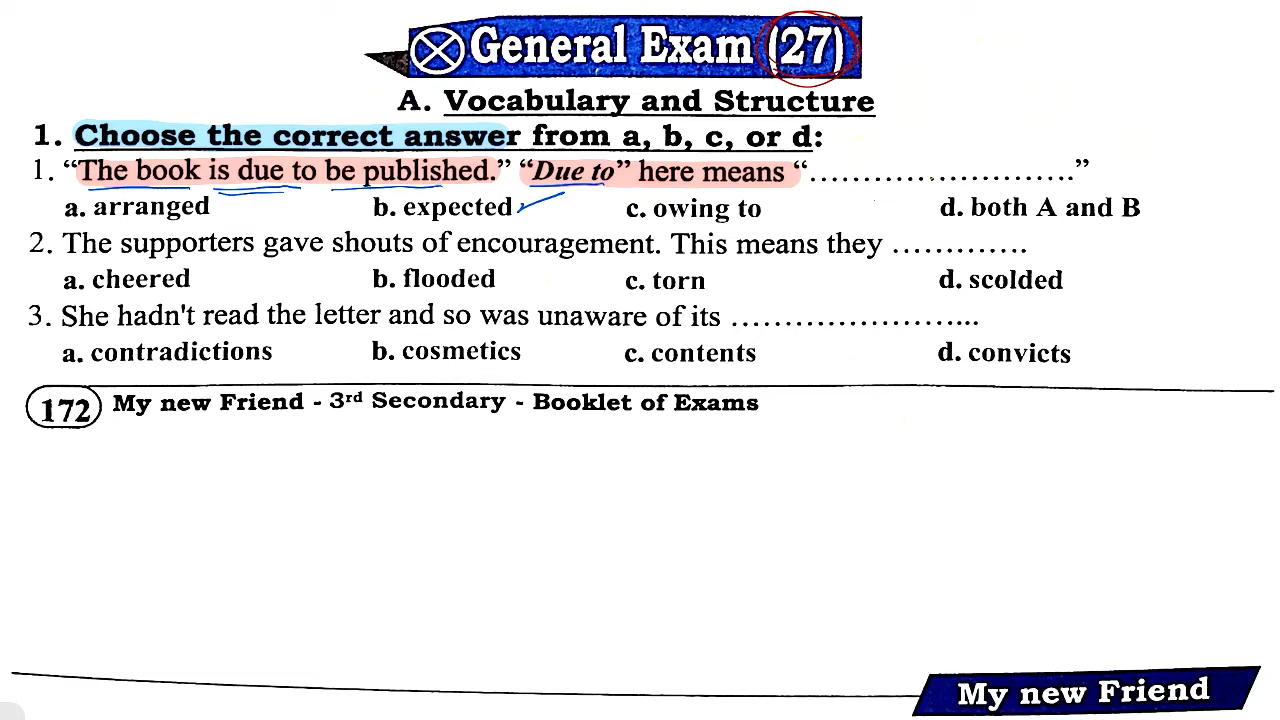 General Exam (27)
A. Vocabulary and Structure
1. Choose the correct answer from a, b, c, or d:
1. “The book is due to be published.” “Due to” here means “..........................”
a. arranged b. expected c. owing to d. both A and B
2. The supporters gave shouts of encouragement. This means they .............
a. cheered b. flooded c. torn d. scolded
3. She hadn't read the letter and so was unaware of its ........................
a. contradictions b. cosmetics c. contents d. convicts
172 My new Friend - 3rd Secondary - Booklet of Exams
My new Friend